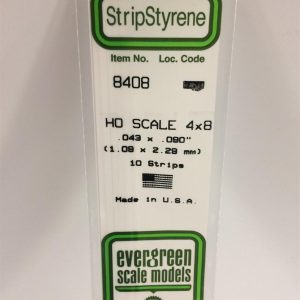 StripStyrene
Item No. Loc. Code
8408
HO SCALE 4x8
.043 x .090"
(1.09 x 2.29 mm)
10 Strips
Made in U.S.A.
evergreen
scale models